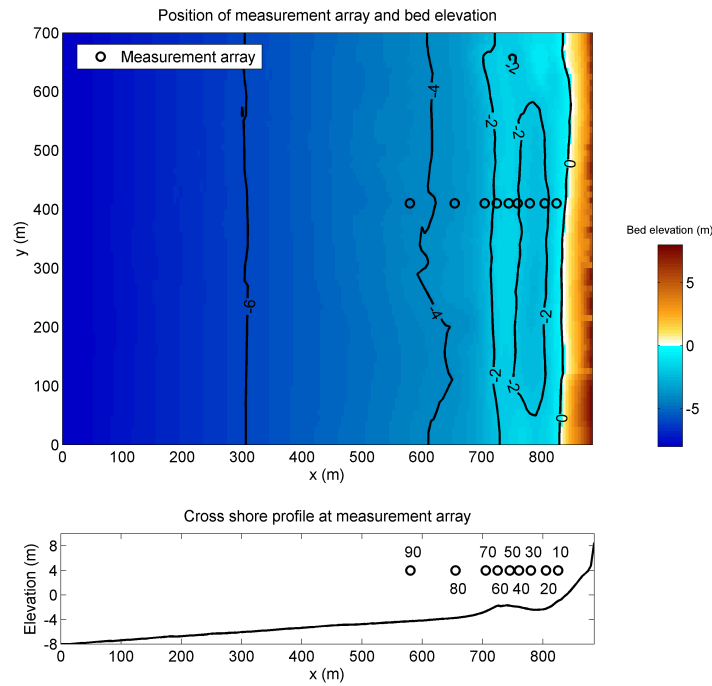 Position of measurement array and bed elevation
700
600
500
400
300
200
100
0
y (m)
Measurement array
-6
-4
-4
-2
-2
-2
-2
-2
-2
0
0
0 100 200 300 400 500 600 700 800
x (m)
Bed elevation (m)
5
0
-5
Cross shore profile at measurement array
Elevation (m)
8
4
0
-4
-8
90 70 50 30 10
80 60 40 20
0 100 200 300 400 500 600 700 800
x (m)